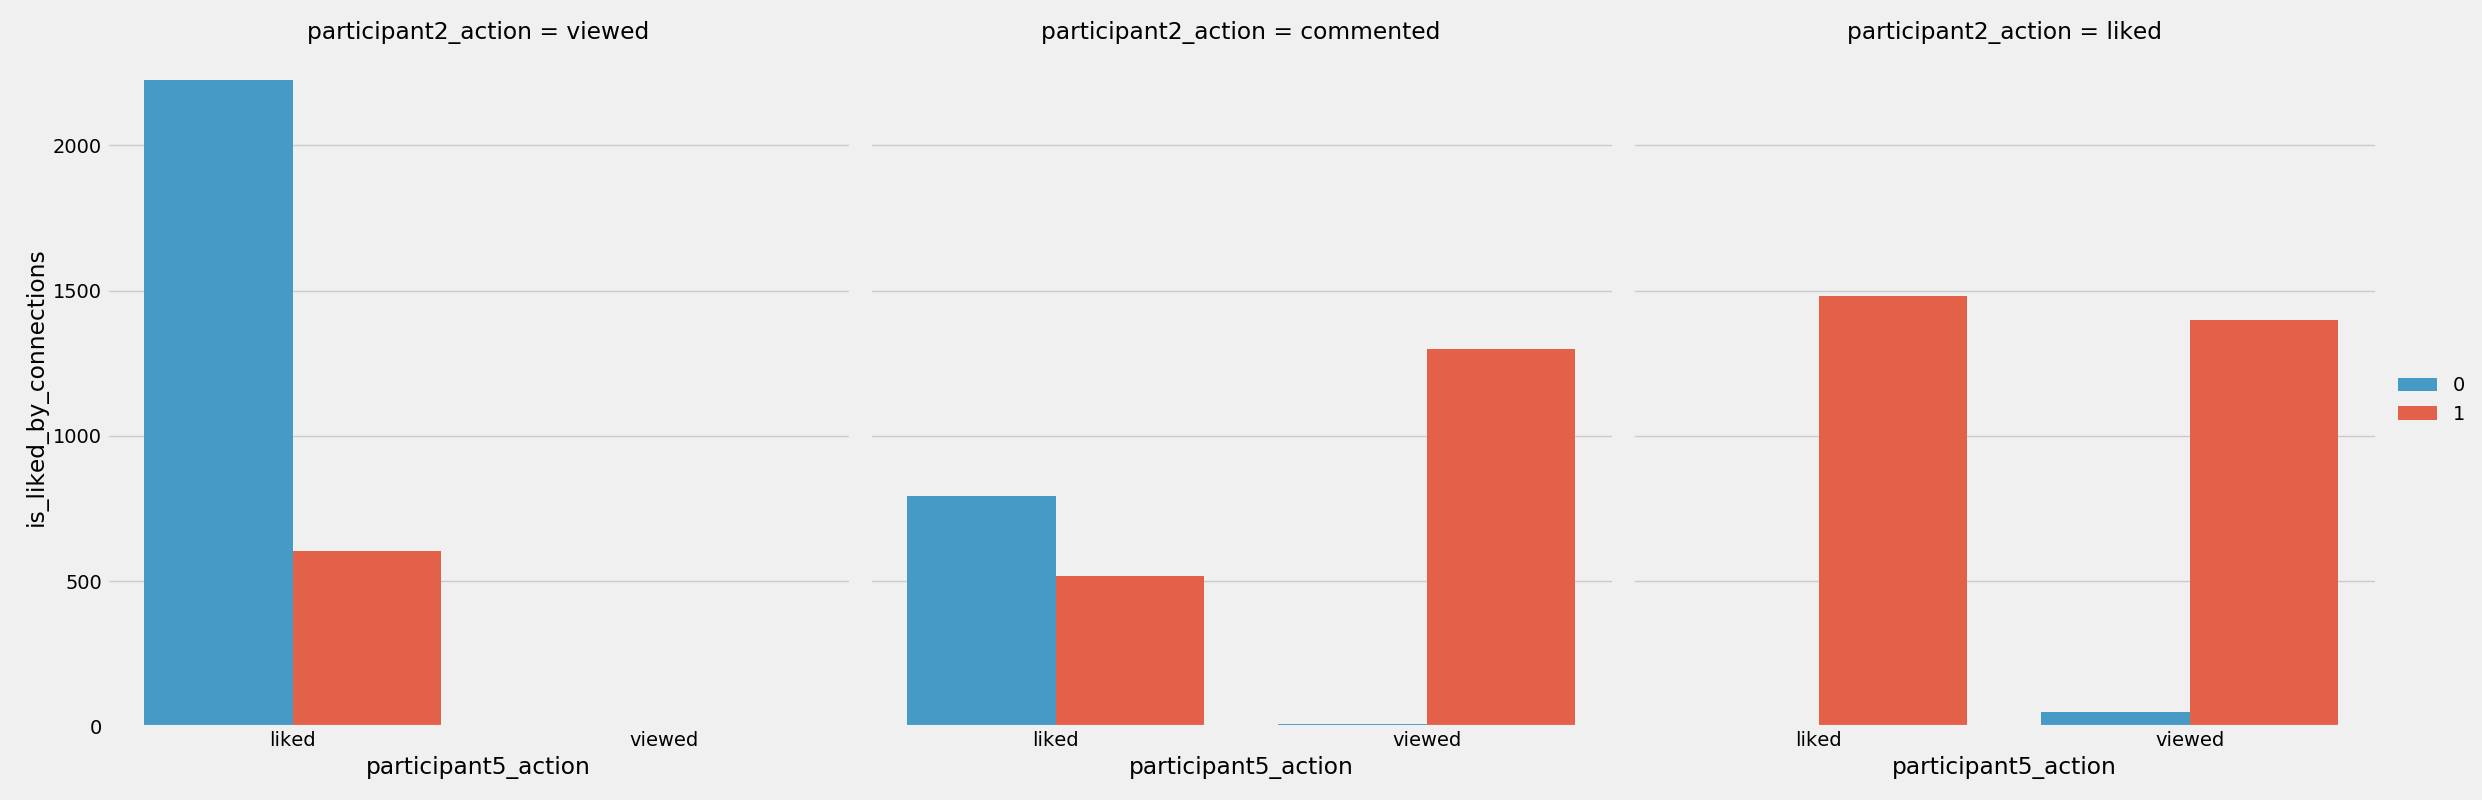 participant2_action = viewed
participant2_action = commented
participant2_action = liked
is_liked_by_connections
2000
1500
1000
500
0
liked
viewed
liked
viewed
liked
viewed
participant5_action
participant5_action
participant5_action
0
1